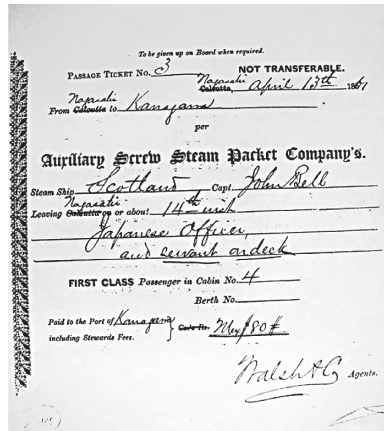 To be given up on Board when required.
PASSAGE TICKET No. 3 NOT TRANSFERABLE.
Nagasaki
Calcutta, April 13th 1861
Nagasaki
From Calcutta to Kanagawa
per
Auxiliary Screw Steam Packet Company's.
Steam Ship Scotland Capt. John Bell
Nagasaki
Leaving Calcutta on or about 14th inst
Japanese Officer,
and servant on deck
FIRST CLASS Passenger in Cabin No. 4
Berth No.
Paid to the Port of Kanagawa
including Stewards Fees. } Mex $ 80
Walsh & Co Agents.